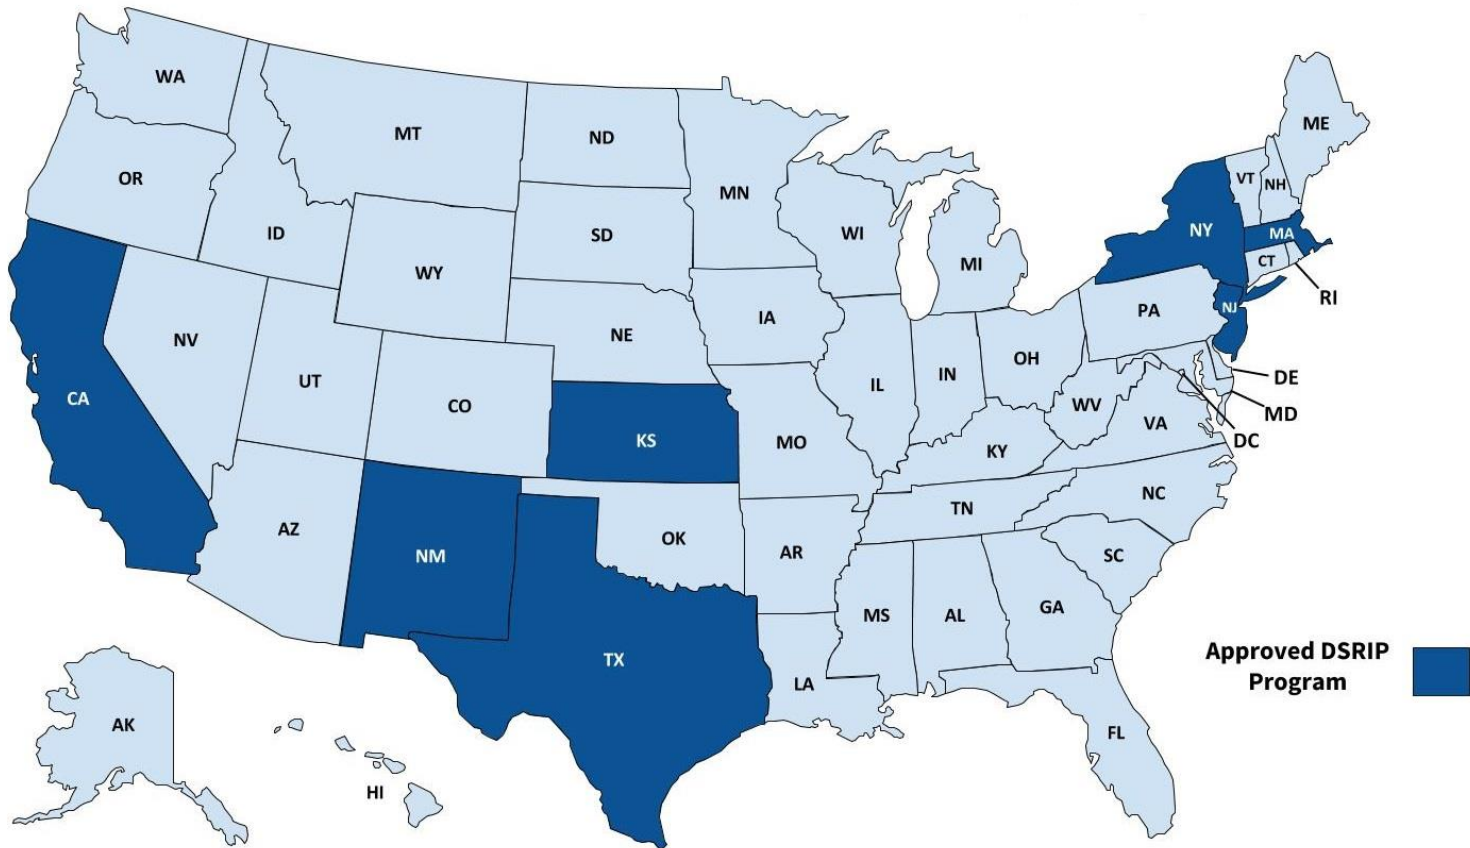 WA
MT
ND
MN
ME
OR
VT
NH
ID
SD
WI
NY
MA
WY
MI
CT
RI
NV
NE
IA
PA
NJ
UT
CO
IL
IN
OH
DE
CA
WV
MD
KS
MO
VA
DC
KY
AZ
NM
OK
AR
TN
NC
SC
TX
MS
AL
GA
LA
Approved DSRIP
Program
AK
FL
HI